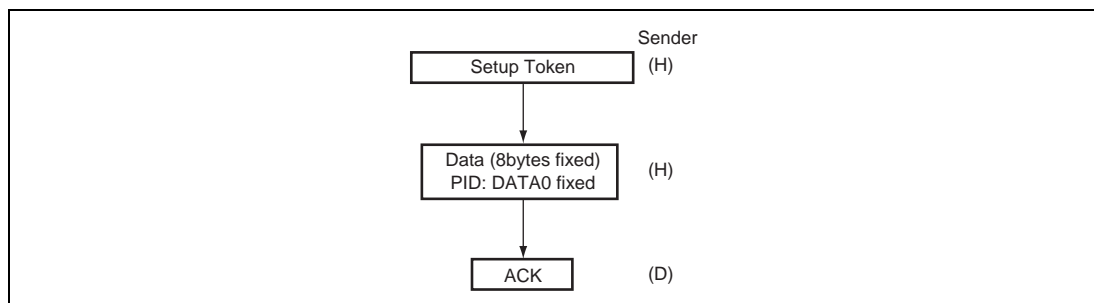 Sender
Setup Token (H)
Data (8bytes fixed)
PID: DATA0 fixed (H)
ACK (D)